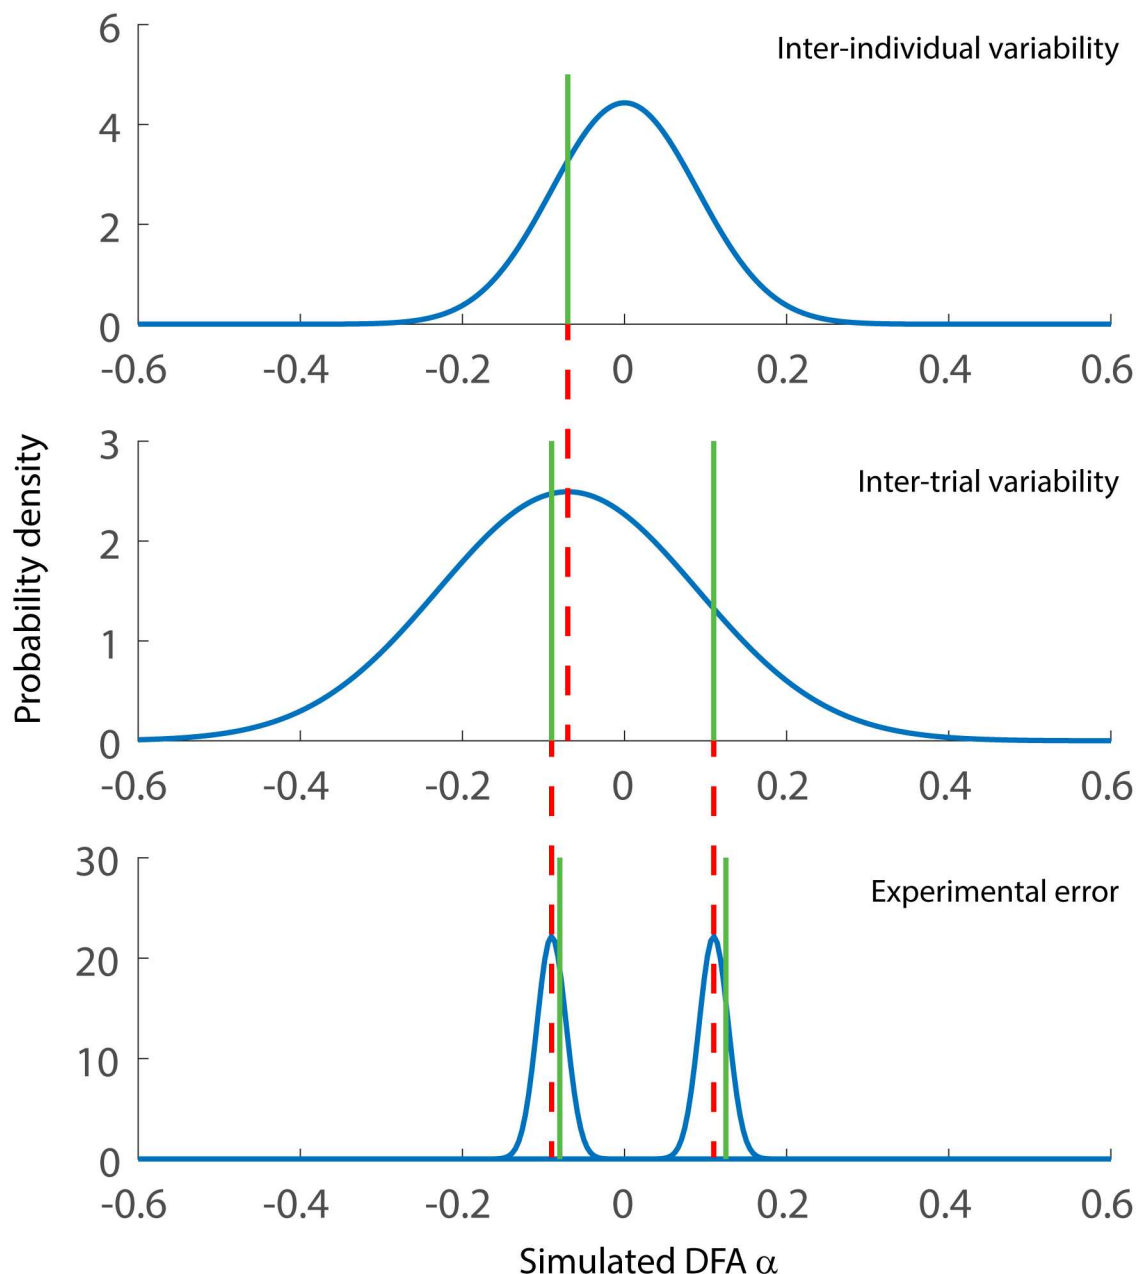 6
Inter-individual variability
4
2
0
-0.6 -0.4 -0.2 0 0.2 0.4 0.6
Probability density
3
Inter-trial variability
2
1
0
-0.6 -0.4 -0.2 0 0.2 0.4 0.6
30
Experimental error
20
10
0
-0.6 -0.4 -0.2 0 0.2 0.4 0.6
Simulated DFA α